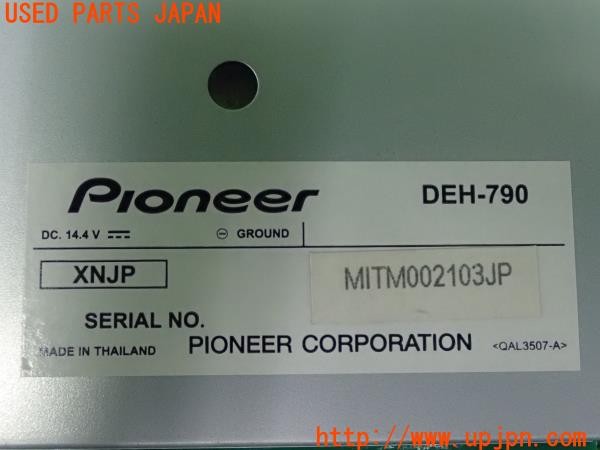 USED PARTS JAPAN
Pioneer
DEH-790
DC. 14.4 V ⎓
⊖ GROUND
XNJP
MITM002103JP
SERIAL NO.
MADE IN THAILAND
PIONEER CORPORATION
<QAL3507-A>
http://www.upjpn.com/